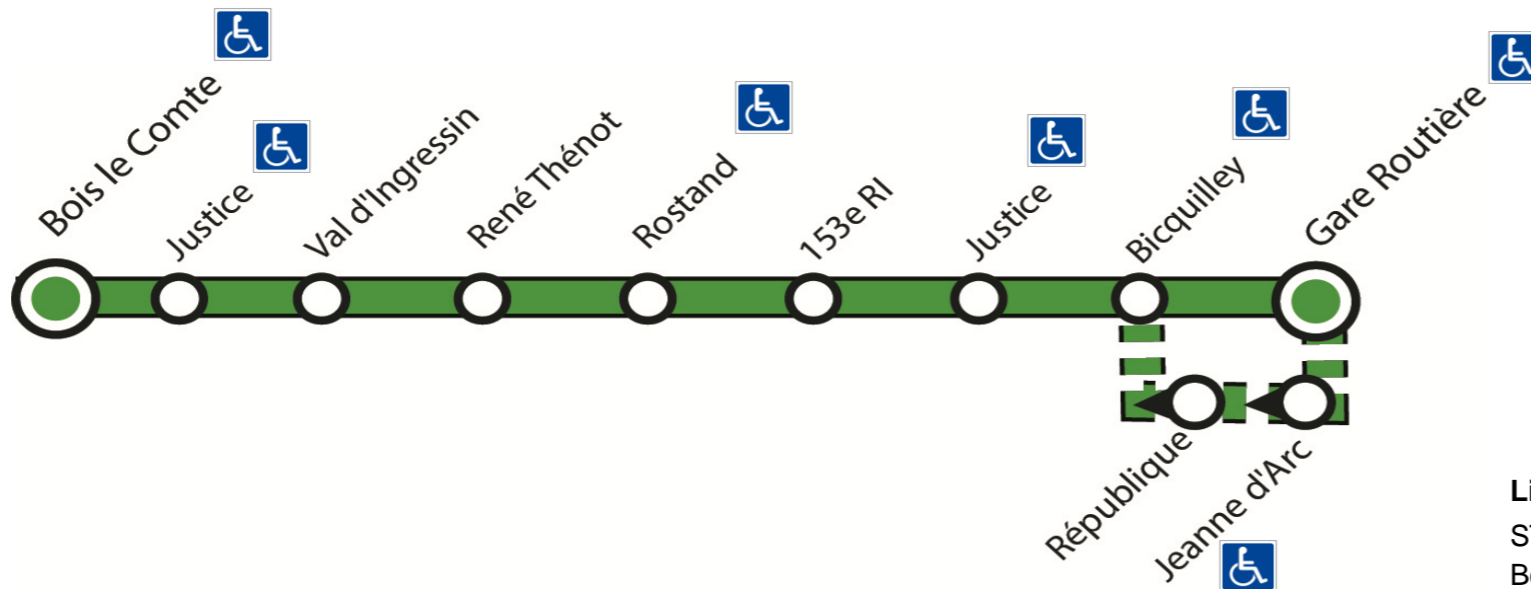 Bois le Comte
Justice
Val d'Ingressin
René Thénot
Rostand
153e RI
Justice
Bicquilley
Gare Routière
République
Jeanne d'Arc